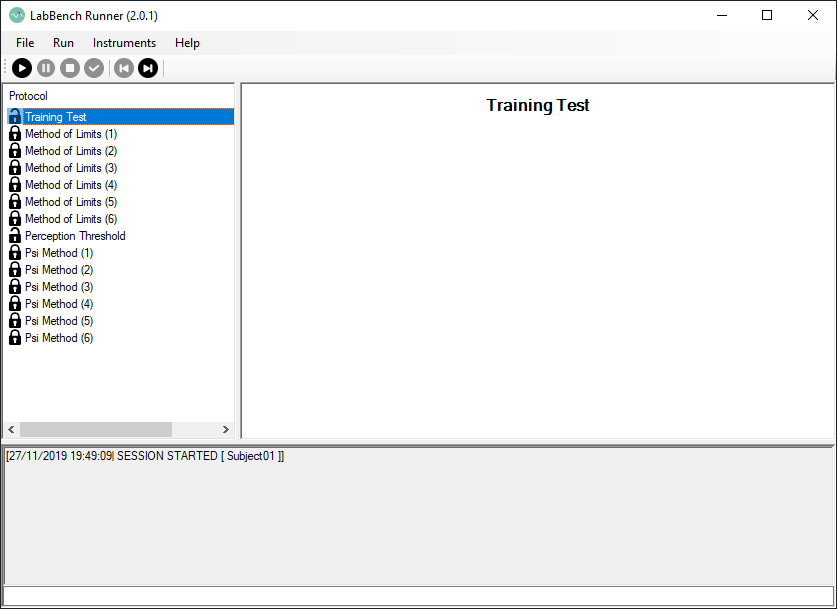 LabBench Runner (2.0.1)
File Run Instruments Help
Protocol
Training Test
Method of Limits (1)
Method of Limits (2)
Method of Limits (3)
Method of Limits (4)
Method of Limits (5)
Method of Limits (6)
Perception Threshold
Psi Method (1)
Psi Method (2)
Psi Method (3)
Psi Method (4)
Psi Method (5)
Psi Method (6)
Training Test
[27/11/2019 19:49:09| SESSION STARTED [ Subject01 ]]